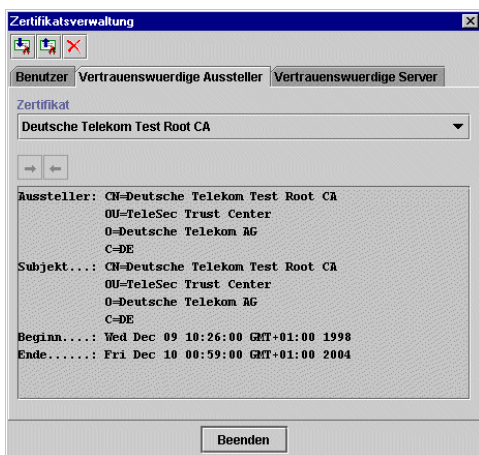 Zertifikatsverwaltung
Benutzer Vertrauenswuerdige Aussteller Vertrauenswuerdige Server
Zertifikat
Deutsche Telekom Test Root CA
Aussteller: CN=Deutsche Telekom Test Root CA
OU=TeleSec Trust Center
O=Deutsche Telekom AG
C=DE
Subjekt...: CN=Deutsche Telekom Test Root CA
OU=TeleSec Trust Center
O=Deutsche Telekom AG
C=DE
Beginn....: Wed Dec 09 10:26:00 GMT+01:00 1998
Ende......: Fri Dec 10 00:59:00 GMT+01:00 2004
Beenden